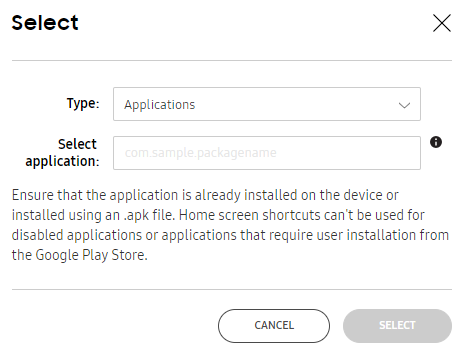 Select
Type:
Applications
Select
application:
com.sample.packagename
Ensure that the application is already installed on the device or
installed using an .apk file. Home screen shortcuts can't be used for
disabled applications or applications that require user installation from
the Google Play Store.
CANCEL
SELECT